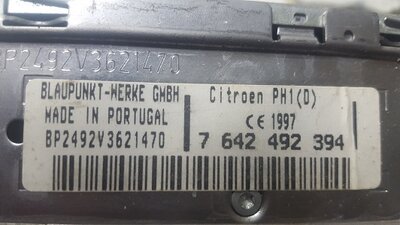 BP2492V3621470
BLAUPUNKT-WERKE GMBH
Citroen PH1(D)
MADE IN PORTUGAL
CE 1997
BP2492V3621470
7 642 492 394